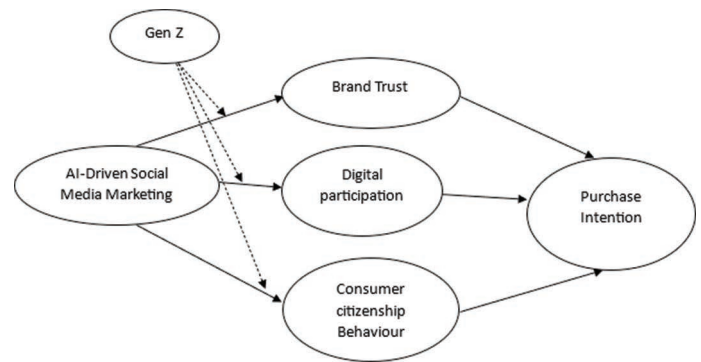 Gen Z
Brand Trust
AI-Driven Social
Media Marketing
Digital
participation
Purchase
Intention
Consumer
citizenship
Behaviour